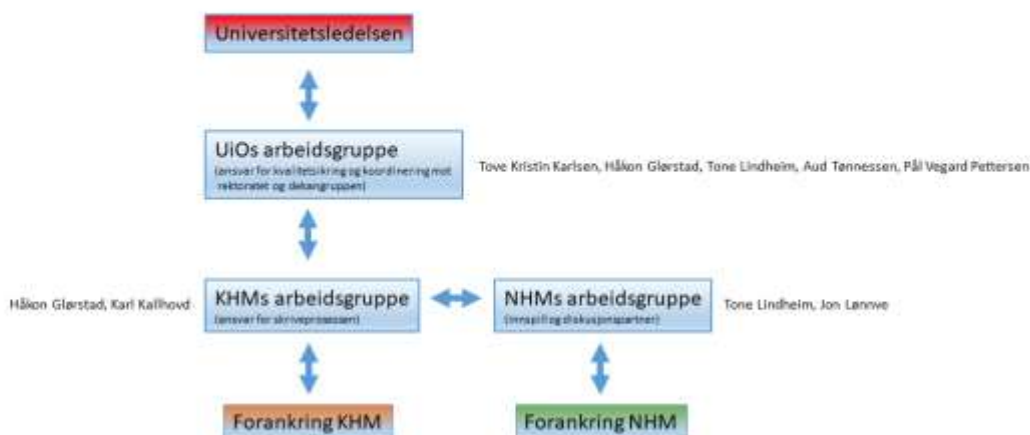 Universitetsledelsen
UiOs arbeidsgruppe
(ansvar for kvalitetsikring og koordinering mot
rektoratet og dekangruppen)
Tove Kristin Karlsen, Håkon Glørstad, Tone Lindheim, Aud Tønnessen, Pål Vegard Pettersen
Håkon Glørstad, Karl Kallhovd
KHMs arbeidsgruppe
(ansvar for skriveprosessen)
NHMs arbeidsgruppe
(innspill og diskusjonspartner)
Tone Lindheim, Jon Lønnve
Forankring KHM
Forankring NHM